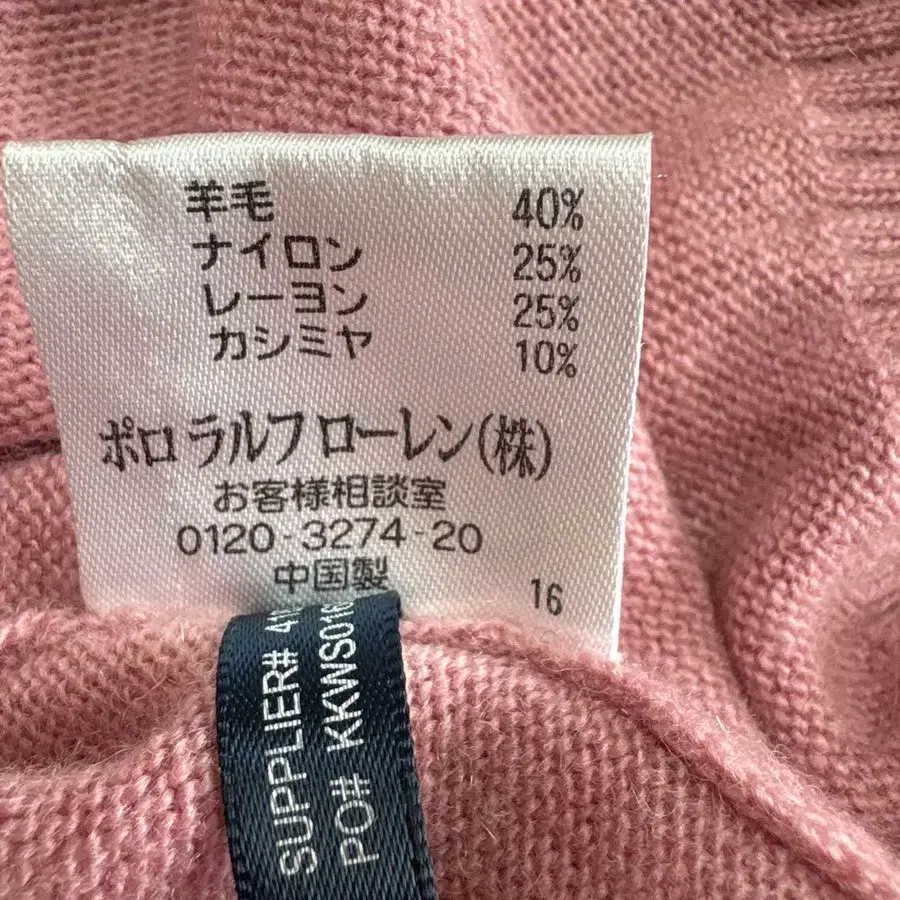 羊毛 40%
ナイロン 25%
レーヨン 25%
カシミヤ 10%
ポロ ラルフ ローレン(株)
お客様相談室
0120-3274-20
中国製
16
SUPPLIER#
PO#